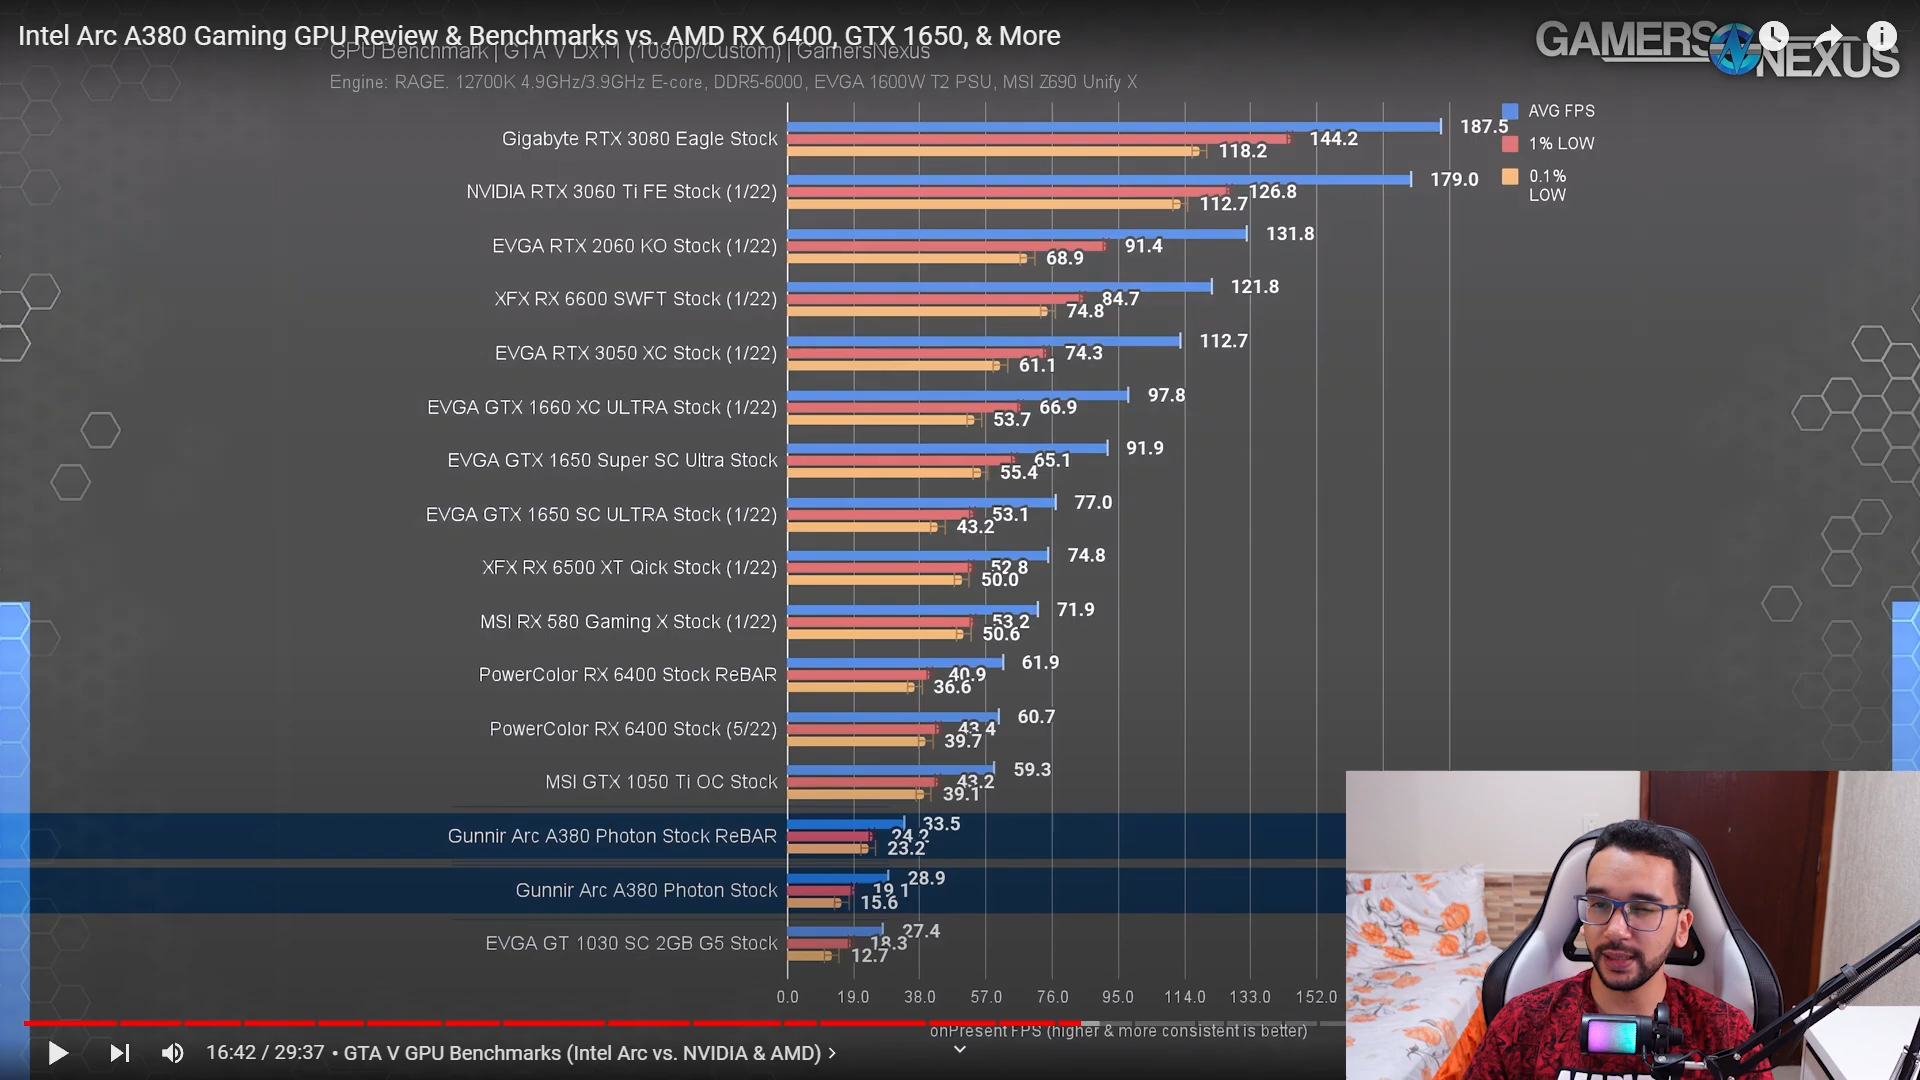 Intel Arc A380 Gaming GPU Review & Benchmarks vs. AMD RX 6400, GTX 1650, & More
GAMERS NEXUS
GPU Benchmark | GTA V Dx11 (1080p/Custom) | GamersNexus
Engine: RAGE. 12700K 4.9GHz/3.9GHz E-core, DDR5-6000, EVGA 1600W T2 PSU, MSI Z690 Unify X
AVG FPS
1% LOW
0.1%
LOW
Gigabyte RTX 3080 Eagle Stock 187.5 144.2 118.2
NVIDIA RTX 3060 Ti FE Stock (1/22) 179.0 126.8 112.7
EVGA RTX 2060 KO Stock (1/22) 131.8 91.4 68.9
XFX RX 6600 SWFT Stock (1/22) 121.8 84.7 74.8
EVGA RTX 3050 XC Stock (1/22) 112.7 74.3 61.1
EVGA GTX 1660 XC ULTRA Stock (1/22) 97.8 66.9 53.7
EVGA GTX 1650 Super SC Ultra Stock 91.9 65.1 55.4
EVGA GTX 1650 SC ULTRA Stock (1/22) 77.0 53.1 43.2
XFX RX 6500 XT Qick Stock (1/22) 74.8 52.8 50.0
MSI RX 580 Gaming X Stock (1/22) 71.9 53.2 50.6
PowerColor RX 6400 Stock ReBAR 61.9 40.9 36.6
PowerColor RX 6400 Stock (5/22) 60.7 43.4 39.7
MSI GTX 1050 Ti OC Stock 59.3 43.2 39.1
Gunnir Arc A380 Photon Stock ReBAR 33.5 24.2 23.2
Gunnir Arc A380 Photon Stock 28.9 19.1 15.6
EVGA GT 1030 SC 2GB G5 Stock 27.4 18.3 12.7
0.0 19.0 38.0 57.0 76.0 95.0 114.0 133.0 152.0
onPresent FPS (higher & more consistent is better)
16:42 / 29:37 • GTA V GPU Benchmarks (Intel Arc vs. NVIDIA & AMD) ›